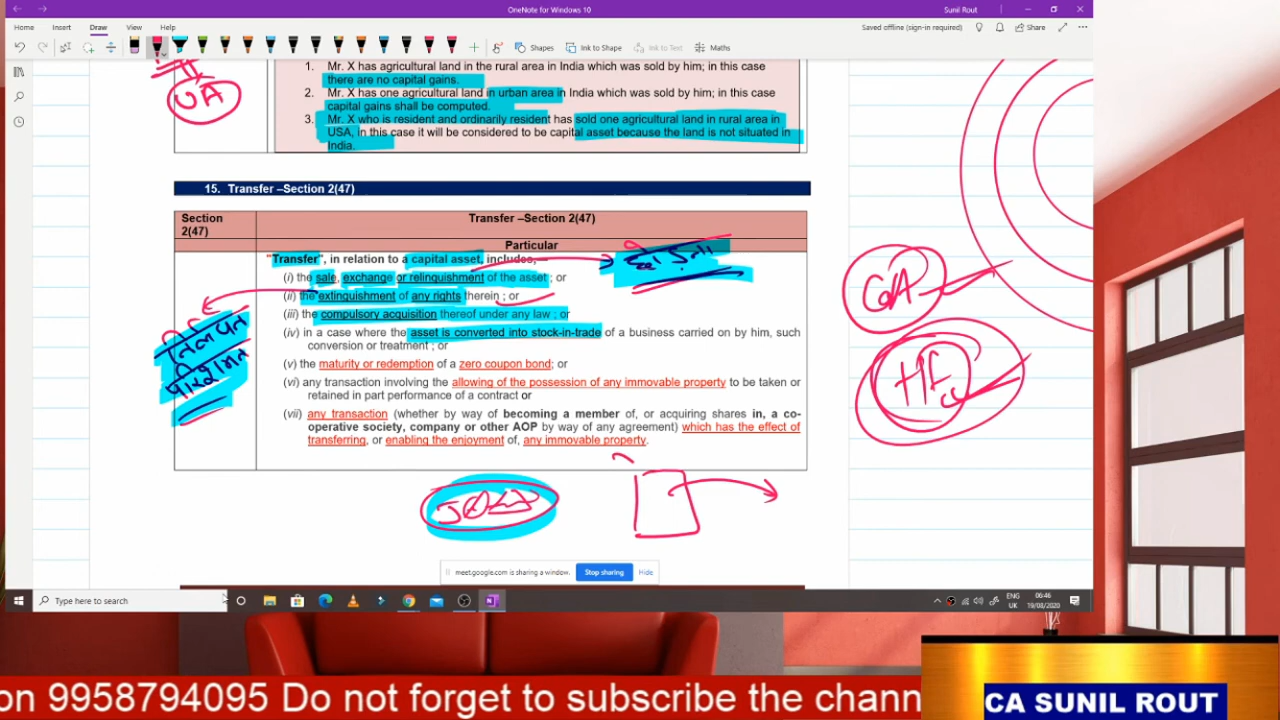 OneNote for Windows 10
Sunil Rout
Home Insert Draw View Help
Saved offline (sign-in required) Share
Shapes Ink to Shape Ink to Text Maths
1. Mr. X has agricultural land in the rural area in India which was sold by him; in this case
there are no capital gains.
2. Mr. X has one agricultural land in urban area in India which was sold by him; in this case
capital gains shall be computed.
3. Mr. X who is resident and ordinarily resident has sold one agricultural land in rural area in
USA, in this case it will be considered to be capital asset because the land is not situated in
India.
UA
15. Transfer –Section 2(47)
Section
2(47)
Transfer –Section 2(47)
Particular
"Transfer", in relation to a capital asset, includes,—
(i) the sale, exchange or relinquishment of the asset ; or
(ii) the extinguishment of any rights therein ; or
(iii) the compulsory acquisition thereof under any law ; or
(iv) in a case where the asset is converted into stock-in-trade of a business carried on by him, such
conversion or treatment ; or
(v) the maturity or redemption of a zero coupon bond; or
(vi) any transaction involving the allowing of the possession of any immovable property to be taken or
retained in part performance of a contract or
(vii) any transaction (whether by way of becoming a member of, or acquiring shares in, a co-
operative society, company or other AOP by way of any agreement) which has the effect of
transferring, or enabling the enjoyment of, any immovable property.
meet.google.com is sharing a window. Stop sharing Hide
Type here to search
ENG
UK
06:46
19/08/2020
on 9958794095 Do not forget to subscribe the chann
CA SUNIL ROUT